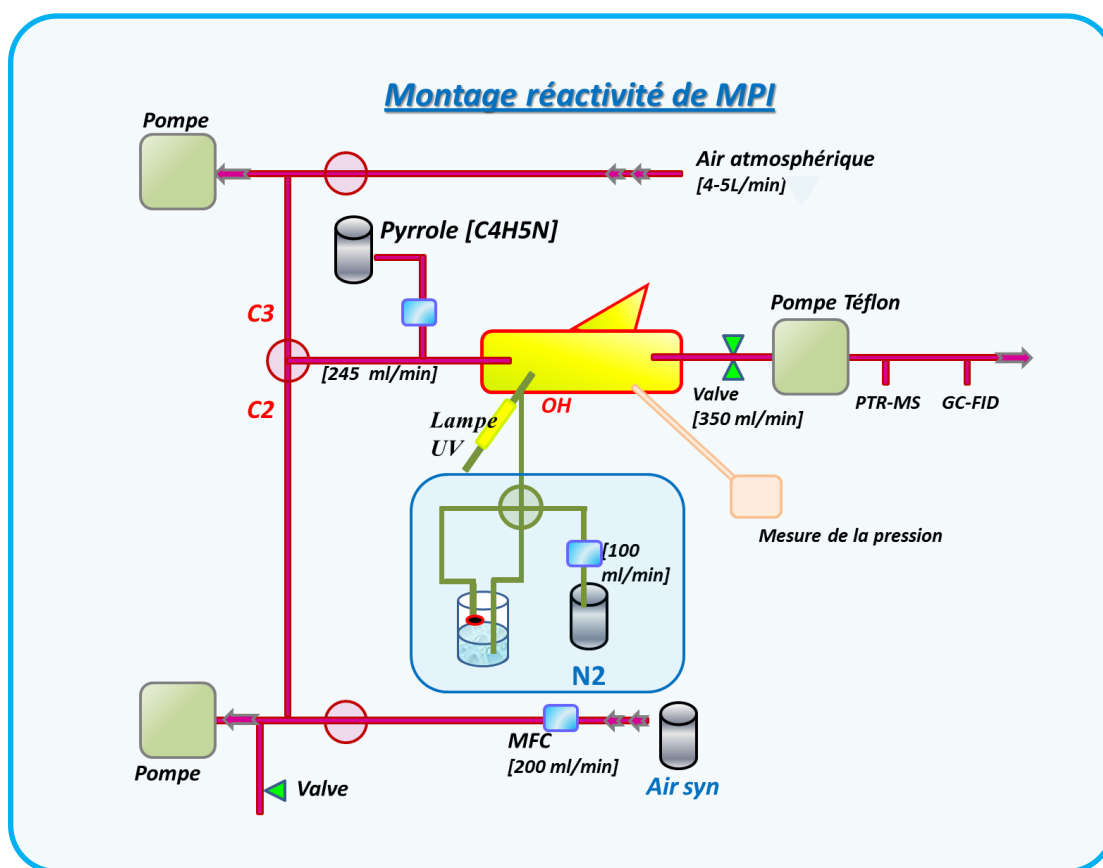 Montage réactivité de MPI
Pompe
Air atmosphérique
[4-5L/min]
Pyrrole [C4H5N]
C3
Pompe Téflon
[245 ml/min]
C2
OH
Valve
[350 ml/min]
PTR-MS
GC-FID
Lampe
UV
Mesure de la pression
[100
ml/min]
N2
MFC
[200 ml/min]
Pompe
Valve
Air syn